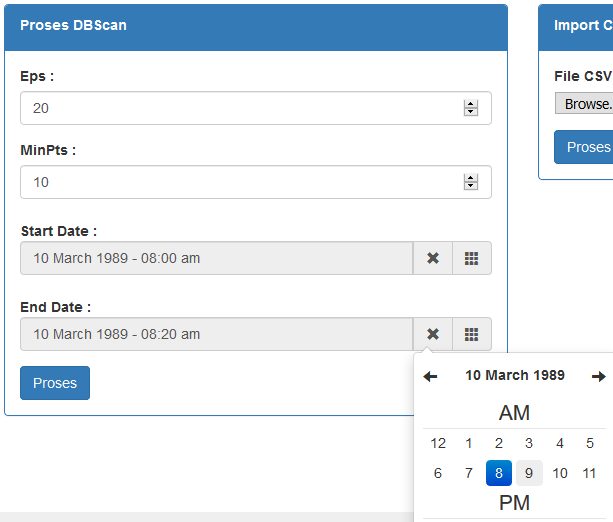 Proses DBScan
Eps :
20
MinPts :
10
Start Date :
10 March 1989 - 08:00 am
End Date :
10 March 1989 - 08:20 am
Proses
Import C
File CSV
Browse.
Proses
10 March 1989
AM
12 1 2 3 4 5
6 7 8 9 10 11
PM